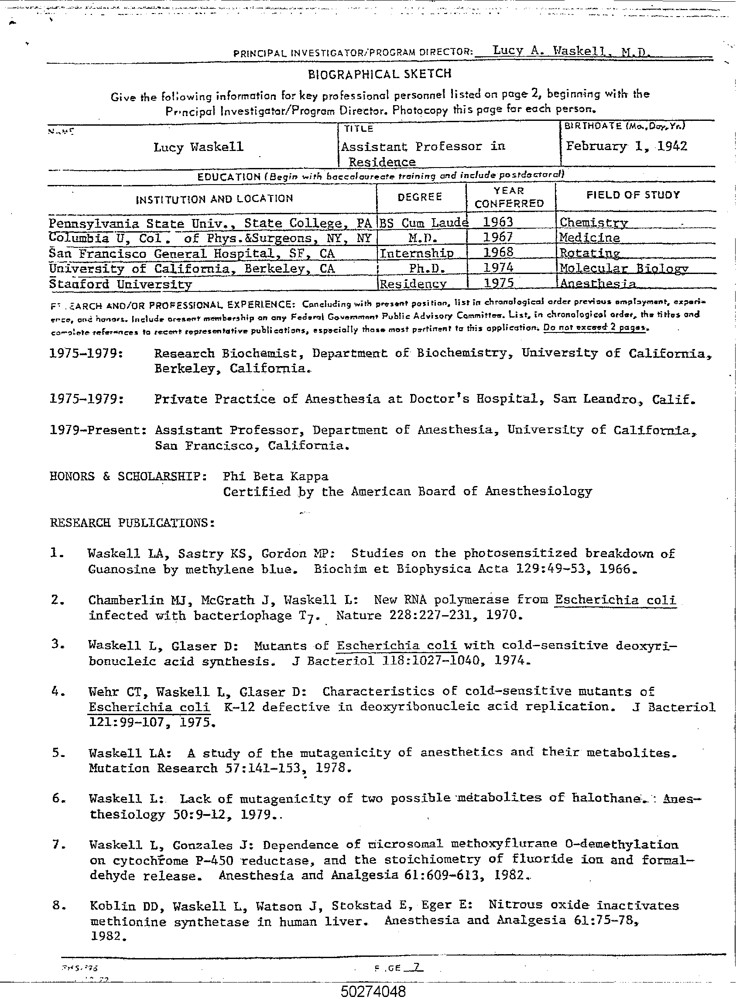 PRINCIPAL INVESTIGATOR/PROGRAM DIRECTOR: Lucy A. Waskell, M.D.
BIOGRAPHICAL SKETCH
Give the following information for key professional personnel listed on page 2, beginning with the
Principal Investigator/Program Director. Photocopy this page for each person.
NAME TITLE BIRTHDATE (Mo., Day, Yr.)
Lucy Waskell Assistant Professor in February 1, 1942
Residence
EDUCATION (Begin with baccalaureate training and include postdoctoral)
INSTITUTION AND LOCATION DEGREE YEAR CONFERRED FIELD OF STUDY
Pennsylvania State Univ., State College, PA BS Cum Laude 1963 Chemistry
Columbia U, Col. of Phys.&Surgeons, NY, NY M.D. 1967 Medicine
San Francisco General Hospital, SF, CA Internship 1968 Rotating
University of California, Berkeley, CA Ph.D. 1974 Molecular Biology
Stanford University Residency 1975 Anesthesia
RESEARCH AND/OR PROFESSIONAL EXPERIENCE: Concluding with present position, list in chronological order previous employment, experi-
ence, and honors. Include present membership on any Federal Government Public Advisory Committee. List, in chronological order, the titles and
complete references to recent representative publications, especially those most pertinent to this application. Do not exceed 2 pages.
1975-1979: Research Biochemist, Department of Biochemistry, University of California,
Berkeley, California.
1975-1979: Private Practice of Anesthesia at Doctor's Hospital, San Leandro, Calif.
1979-Present: Assistant Professor, Department of Anesthesia, University of California,
San Francisco, California.
HONORS & SCHOLARSHIP: Phi Beta Kappa
Certified by the American Board of Anesthesiology
RESEARCH PUBLICATIONS:
1. Waskell LA, Sastry KS, Gordon MP: Studies on the photosensitized breakdown of
Guanosine by methylene blue. Biochim et Biophysica Acta 129:49-53, 1966.
2. Chamberlin MJ, McGrath J, Waskell L: New RNA polymerase from Escherichia coli
infected with bacteriophage T7. Nature 228:227-231, 1970.
3. Waskell L, Glaser D: Mutants of Escherichia coli with cold-sensitive deoxyri-
bonucleic acid synthesis. J Bacteriol 118:1027-1040, 1974.
4. Wehr CT, Waskell L, Glaser D: Characteristics of cold-sensitive mutants of
Escherichia coli K-12 defective in deoxyribonucleic acid replication. J Bacteriol
121:99-107, 1975.
5. Waskell LA: A study of the mutagenicity of anesthetics and their metabolites.
Mutation Research 57:141-153, 1978.
6. Waskell L: Lack of mutagenicity of two possible metabolites of halothane. : Anes-
thesiology 50:9-12, 1979..
7. Waskell L, Gonzales J: Dependence of microsomal methoxyflurane O-demethylation
on cytochrome P-450 reductase, and the stoichiometry of fluoride ion and formal-
dehyde release. Anesthesia and Analgesia 61:609-613, 1982.
8. Koblin DD, Waskell L, Watson J, Stokstad E, Eger E: Nitrous oxide inactivates
methionine synthetase in human liver. Anesthesia and Analgesia 61:75-78,
1982.
PHS-398
PAGE 7
50274048